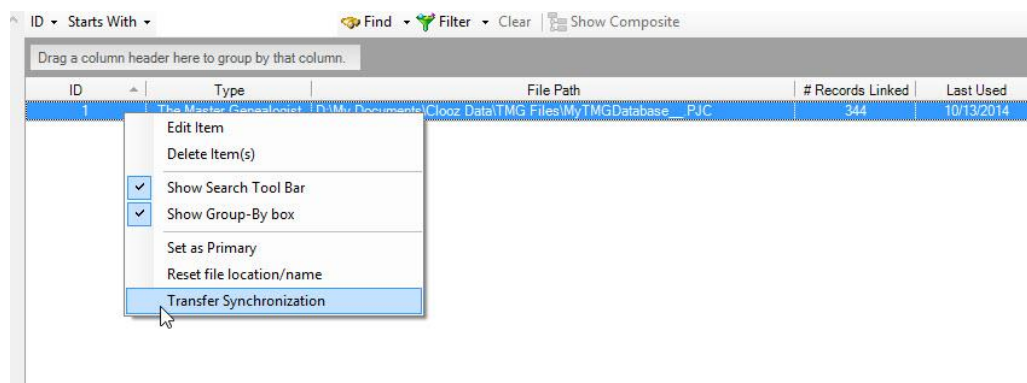 ID Starts With Find Filter Clear Show Composite
Drag a column header here to group by that column.
ID Type File Path # Records Linked Last Used
1 The Master Genealogist D:\My Documents\Clooz Data\TMG Files\MyTMGDatabase__.PJC 344 10/13/2014
Edit Item
Delete Item(s)
Show Search Tool Bar
Show Group-By box
Set as Primary
Reset file location/name
Transfer Synchronization